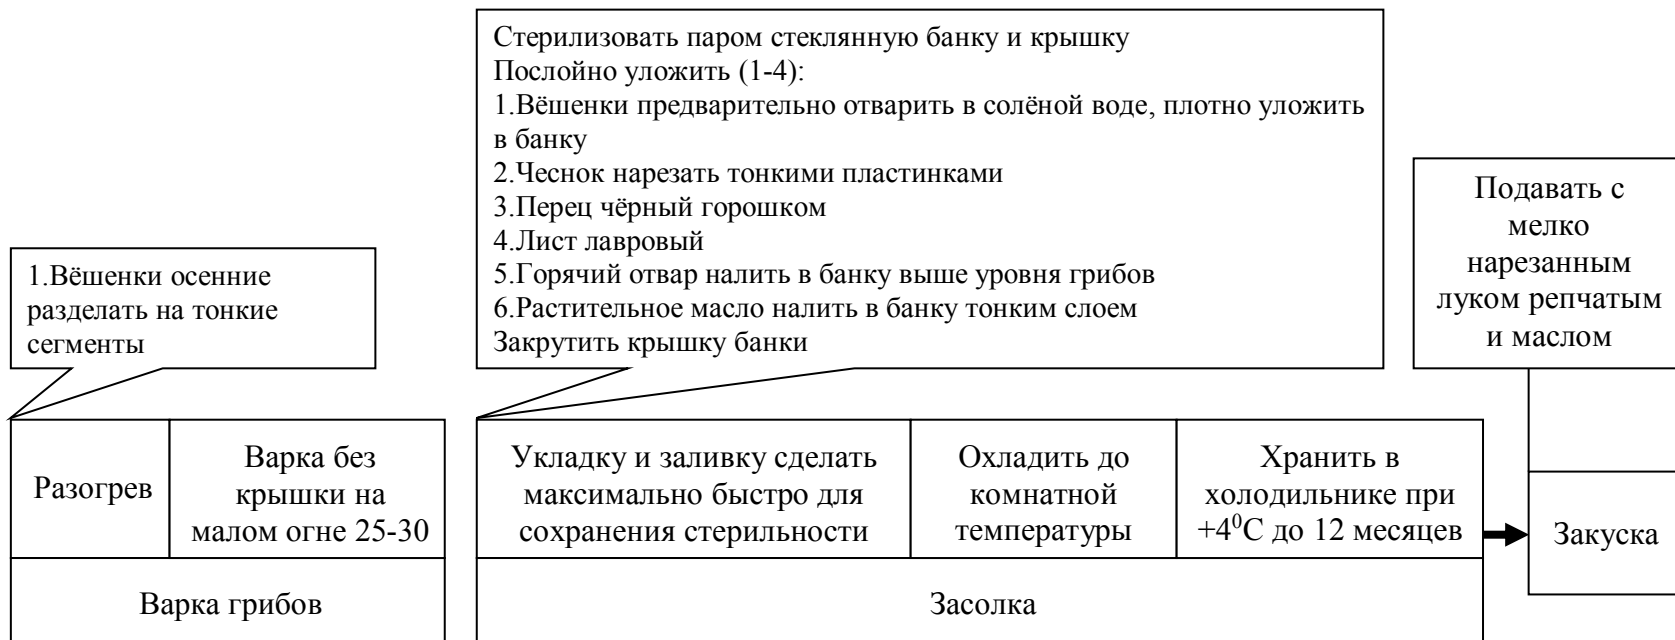 Стерилизовать паром стеклянную банку и крышку
Послойно уложить (1-4):
1.Вёшенки предварительно отварить в солёной воде, плотно уложить
в банку
2.Чеснок нарезать тонкими пластинками
3.Перец чёрный горошком
4.Лист лавровый
5.Горячий отвар налить в банку выше уровня грибов
6.Растительное масло налить в банку тонким слоем
Закрутить крышку банки
Подавать с
мелко
нарезанным
луком репчатым
и маслом
1.Вёшенки осенние
разделать на тонкие
сегменты
Разогрев
Варка без
крышки на
малом огне 25-30
Укладку и заливку сделать
максимально быстро для
сохранения стерильности
Охладить до
комнатной
температуры
Хранить в
холодильнике при
+4⁰С до 12 месяцев
Закуска
Варка грибов
Засолка